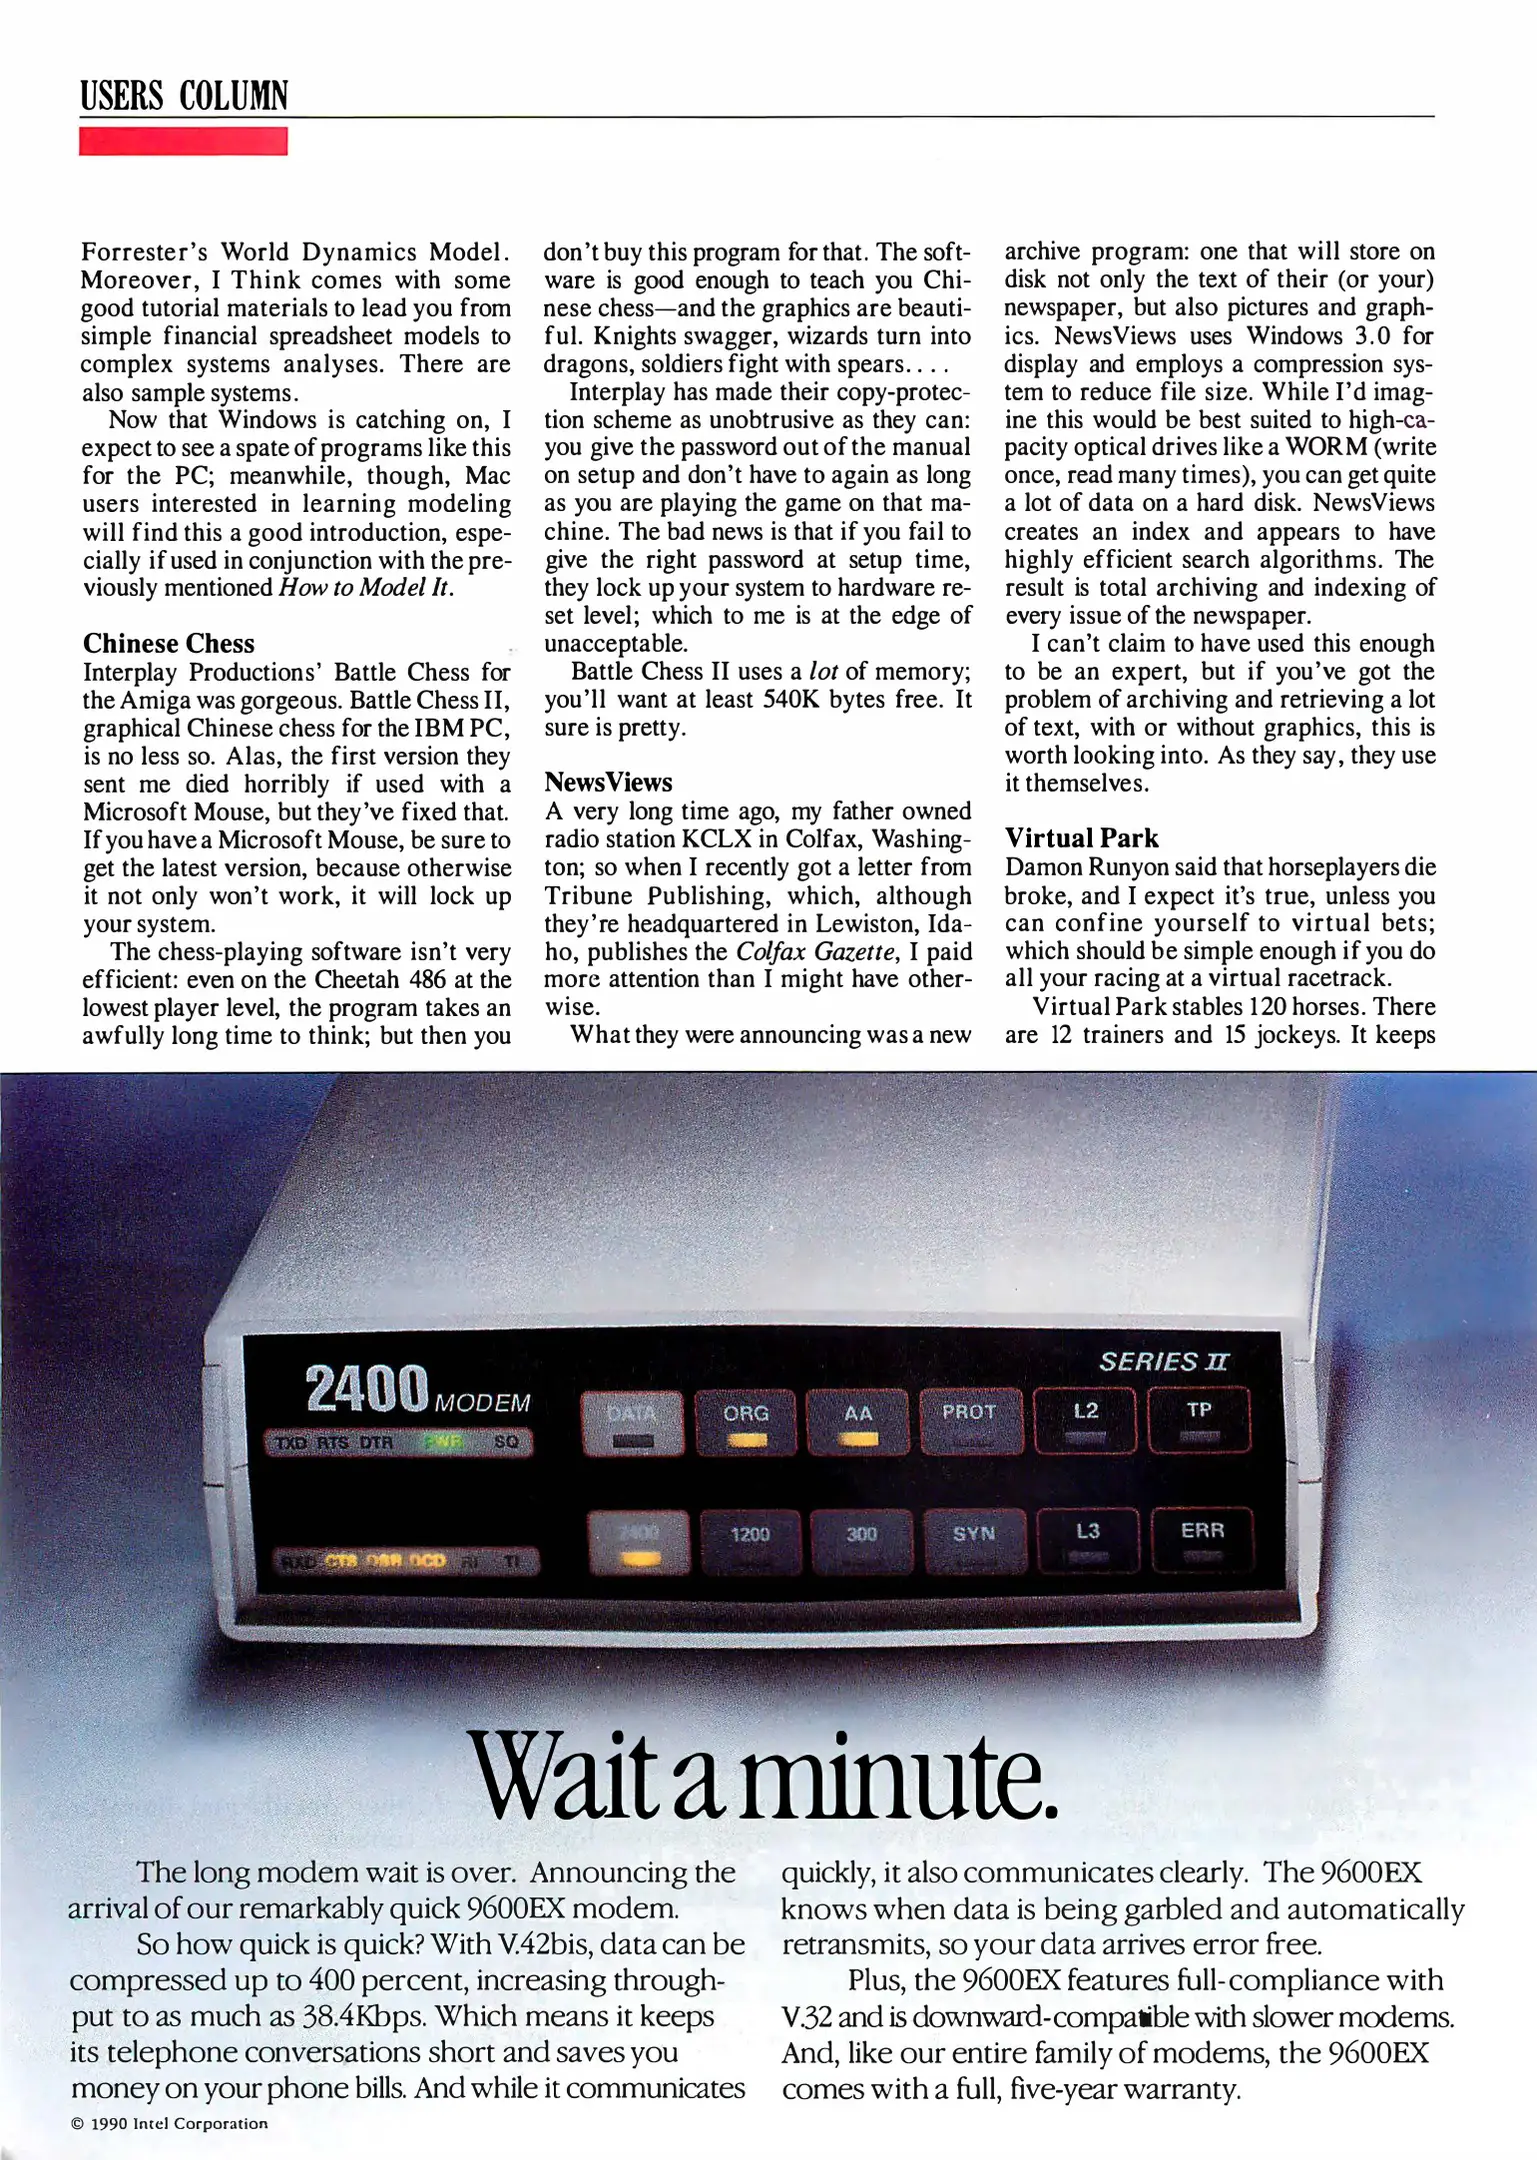 USERS COLUMN
Forrester's World Dynamics Model.
Moreover, I Think comes with some
good tutorial materials to lead you from
simple financial spreadsheet models to
complex systems analyses. There are
also sample systems.
Now that Windows is catching on, I
expect to see a spate of programs like this
for the PC; meanwhile, though, Mac
users interested in learning modeling
will find this a good introduction, espe-
cially if used in conjunction with the pre-
viously mentioned How to Model It.
Chinese Chess
Interplay Productions' Battle Chess for
the Amiga was gorgeous. Battle Chess II,
graphical Chinese chess for the IBM PC,
is no less so. Alas, the first version they
sent me died horribly if used with a
Microsoft Mouse, but they've fixed that.
If you have a Microsoft Mouse, be sure to
get the latest version, because otherwise
it not only won't work, it will lock up
your system.
The chess-playing software isn't very
efficient: even on the Cheetah 486 at the
lowest player level, the program takes an
awfully long time to think; but then you
don't buy this program for that. The soft-
ware is good enough to teach you Chi-
nese chess—and the graphics are beauti-
ful. Knights swagger, wizards turn into
dragons, soldiers fight with spears. . . .
Interplay has made their copy-protec-
tion scheme as unobtrusive as they can:
you give the password out of the manual
on setup and don't have to again as long
as you are playing the game on that ma-
chine. The bad news is that if you fail to
give the right password at setup time,
they lock up your system to hardware re-
set level; which to me is at the edge of
unacceptable.
Battle Chess II uses a lot of memory;
you'll want at least 540K bytes free. It
sure is pretty.
NewsViews
A very long time ago, my father owned
radio station KCLX in Colfax, Washing-
ton; so when I recently got a letter from
Tribune Publishing, which, although
they're headquartered in Lewiston, Ida-
ho, publishes the Colfax Gazette, I paid
more attention than I might have other-
wise.
What they were announcing was a new
archive program: one that will store on
disk not only the text of their (or your)
newspaper, but also pictures and graph-
ics. NewsViews uses Windows 3.0 for
display and employs a compression sys-
tem to reduce file size. While I'd imag-
ine this would be best suited to high-ca-
pacity optical drives like a WORM (write
once, read many times), you can get quite
a lot of data on a hard disk. NewsViews
creates an index and appears to have
highly efficient search algorithms. The
result is total archiving and indexing of
every issue of the newspaper.
I can't claim to have used this enough
to be an expert, but if you've got the
problem of archiving and retrieving a lot
of text, with or without graphics, this is
worth looking into. As they say, they use
it themselves.
Virtual Park
Damon Runyon said that horseplayers die
broke, and I expect it's true, unless you
can confine yourself to virtual bets;
which should be simple enough if you do
all your racing at a virtual racetrack.
Virtual Park stables 120 horses. There
are 12 trainers and 15 jockeys. It keeps
SERIES II
2400 MODEM
DATA ORG AA PROT L2 TP
TXD RTS DTR PWR SQ
2400 1200 300 SYN L3 ERR
RXD CTS DSR DCD RI TI
Wait a minute.
The long modem wait is over. Announcing the
arrival of our remarkably quick 9600EX modem.
So how quick is quick? With V.42bis, data can be
compressed up to 400 percent, increasing through-
put to as much as 38.4Kbps. Which means it keeps
its telephone conversations short and saves you
money on your phone bills. And while it communicates
quickly, it also communicates clearly. The 9600EX
knows when data is being garbled and automatically
retransmits, so your data arrives error free.
Plus, the 9600EX features full-compliance with
V.32 and is downward-compatible with slower modems.
And, like our entire family of modems, the 9600EX
comes with a full, five-year warranty.
© 1990 Intel Corporation